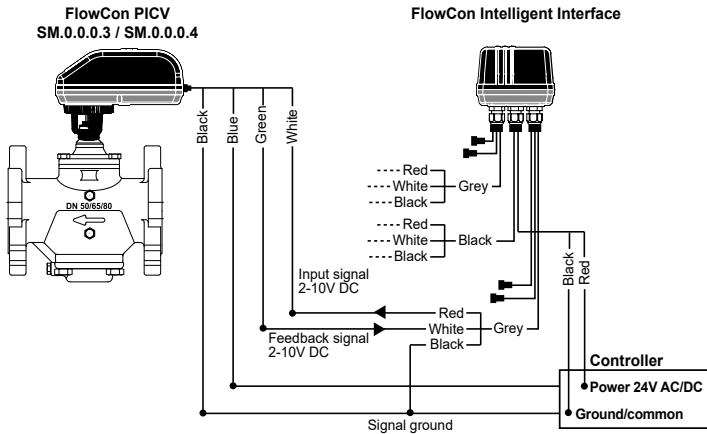 FlowCon PICV
SM.0.0.0.3 / SM.0.0.0.4
FlowCon Intelligent Interface
Black
Blue
Green
White
DN 50/65/80
Red
White
Black
Grey
Red
White
Black
Black
Black
Red
Input signal
2-10V DC
Feedback signal
2-10V DC
Red
White
Black
Grey
Controller
Power 24V AC/DC
Ground/common
Signal ground